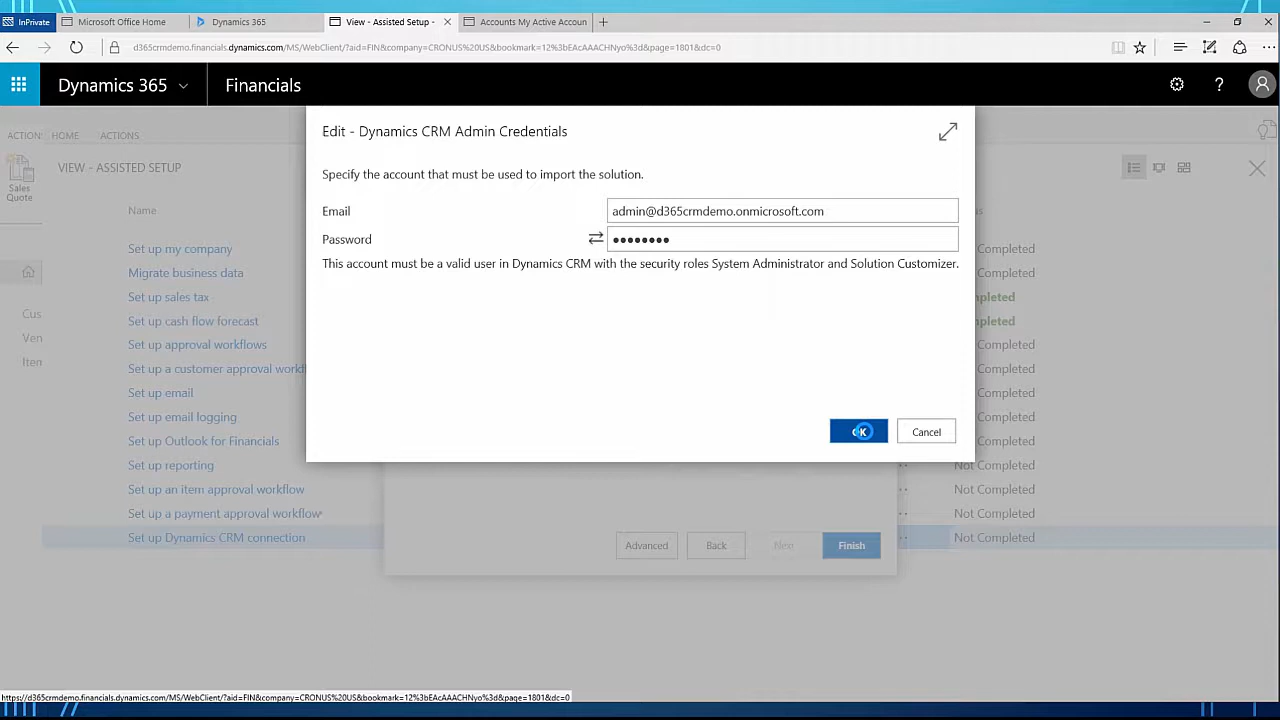 InPrivate
Microsoft Office Home
Dynamics 365
View - Assisted Setup -
Accounts My Active Accoun
d365crmdemo.financials.dynamics.com/MS/WebClient/?aid=FIN&company=CRONUS%20US&bookmark=12%3bEAcAAACHNyo%3d&page=1801&dc=0
Dynamics 365
Financials
?
Edit - Dynamics CRM Admin Credentials
ACTION
HOME
ACTIONS
VIEW - ASSISTED SETUP
Specify the account that must be used to import the solution.
Sales
Quote
Name
Email
admin@d365crmdemo.onmicrosoft.com
Password
••••••••
This account must be a valid user in Dynamics CRM with the security roles System Administrator and Solution Customizer.
Set up my company
Completed
Migrate business data
Completed
Set up sales tax
mpleted
Cus
Set up cash flow forecast
mpleted
Ven
Set up approval workflows
Completed
Item
Set up a customer approval workf
Completed
Set up email
Completed
Set up email logging
Completed
OK
Cancel
Set up Outlook for Financials
Completed
Set up reporting
Not Completed
Set up an item approval workflow
Not Completed
Set up a payment approval workflow
Not Completed
Set up Dynamics CRM connection
Not Completed
Advanced
Back
Next
Finish
https://d365crmdemo.financials.dynamics.com/MS/WebClient/?aid=FIN&company=CRONUS%20US&bookmark=12%3bEAcAAACHNyo%3d&page=1801&dc=0